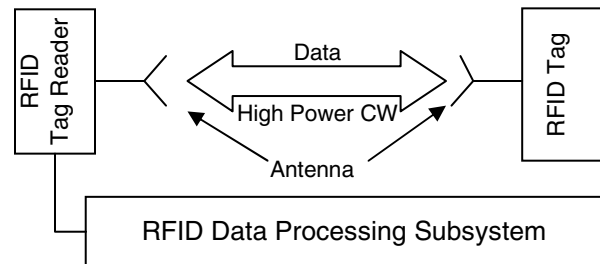 RFID
Tag Reader
Data
High Power CW
Antenna
RFID Tag
RFID Data Processing Subsystem